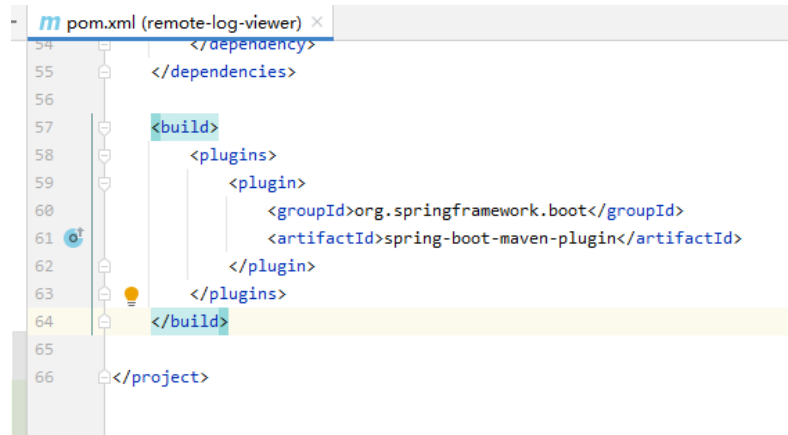 m pom.xml (remote-log-viewer) ×
54 </dependency>
55 </dependencies>
56
57 <build>
58 <plugins>
59 <plugin>
60 <groupId>org.springframework.boot</groupId>
61 <artifactId>spring-boot-maven-plugin</artifactId>
62 </plugin>
63 </plugins>
64 </build>
65
66 </project>